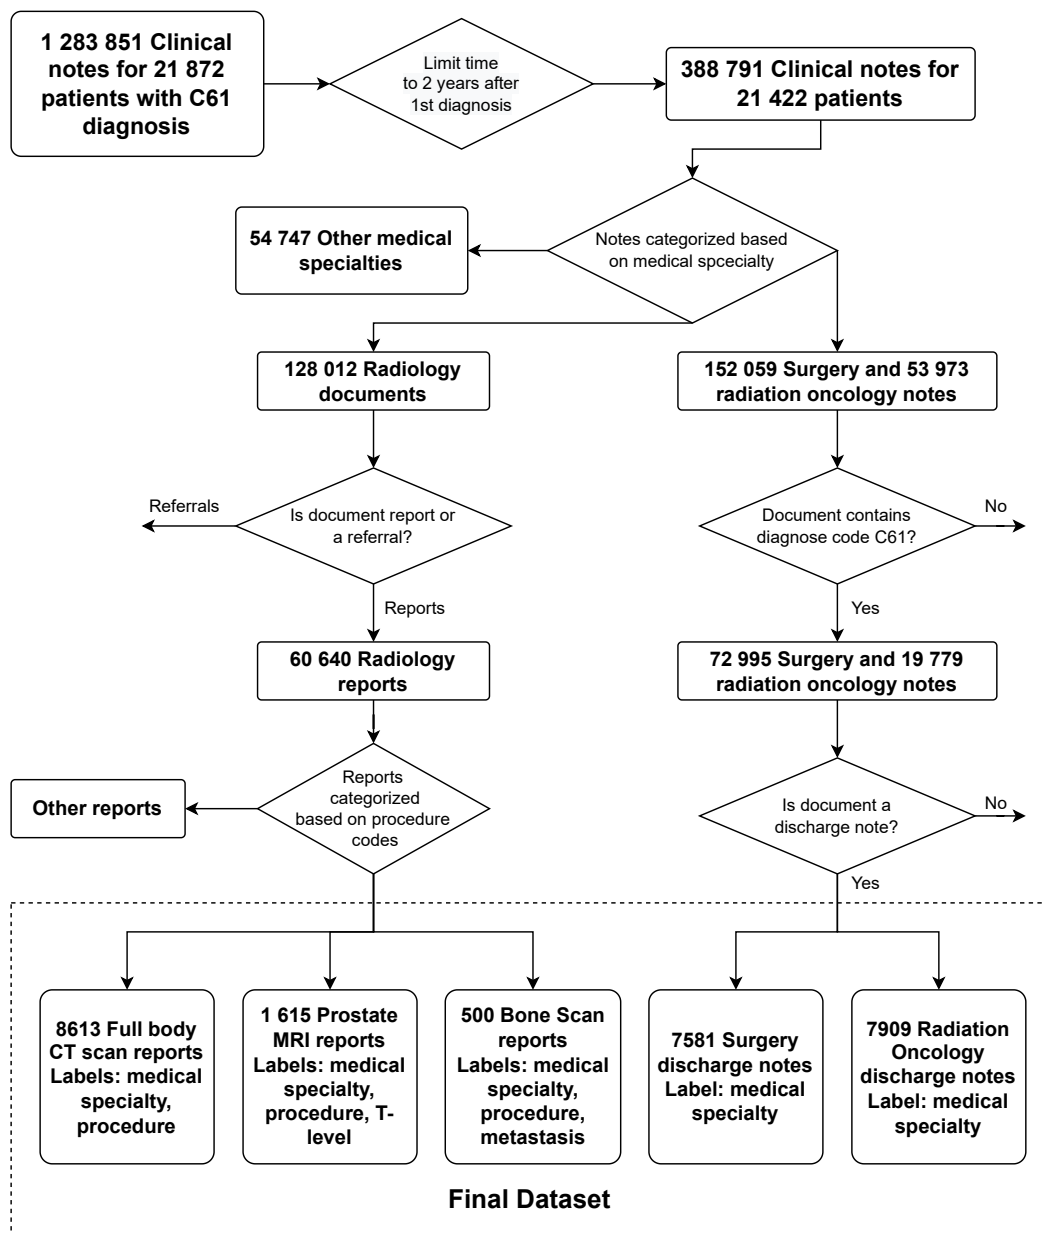 1 283 851 Clinical
notes for 21 872
patients with C61
diagnosis
Limit time
to 2 years after
1st diagnosis
388 791 Clinical notes for
21 422 patients
54 747 Other medical
specialties
Notes categorized based
on medical spcecialty
128 012 Radiology
documents
152 059 Surgery and 53 973
radiation oncology notes
Referrals
Is document report or
a referral?
Document contains
diagnose code C61?
No
Reports
Yes
60 640 Radiology
reports
72 995 Surgery and 19 779
radiation oncology notes
Other reports
Reports
categorized
based on procedure
codes
Is document a
discharge note?
No
Yes
8613 Full body
CT scan reports
Labels: medical
specialty,
procedure
1 615 Prostate
MRI reports
Labels: medical
specialty,
procedure, T-
level
500 Bone Scan
reports
Labels: medical
specialty,
procedure,
metastasis
7581 Surgery
discharge notes
Label: medical
specialty
7909 Radiation
Oncology
discharge notes
Label: medical
specialty
Final Dataset